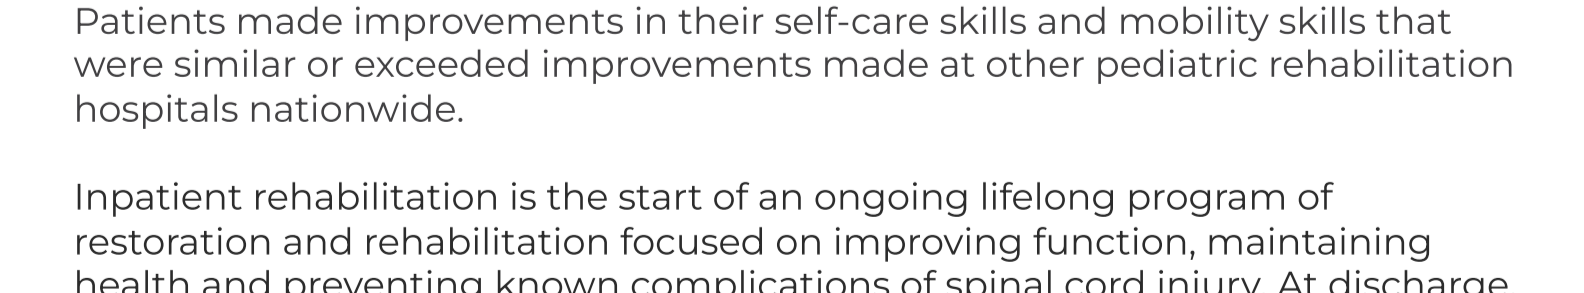 Patients made improvements in their self-care skills and mobility skills that
were similar or exceeded improvements made at other pediatric rehabilitation
hospitals nationwide.
Inpatient rehabilitation is the start of an ongoing lifelong program of
restoration and rehabilitation focused on improving function, maintaining
health and preventing known complications of spinal cord injury. At discharge